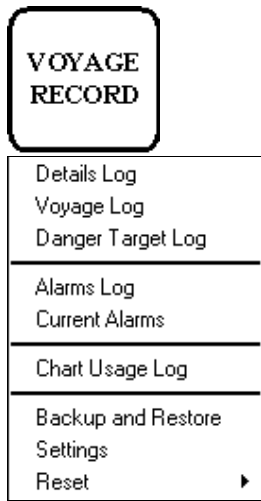 VOYAGE
RECORD
Details Log
Voyage Log
Danger Target Log
Alarms Log
Current Alarms
Chart Usage Log
Backup and Restore
Settings
Reset